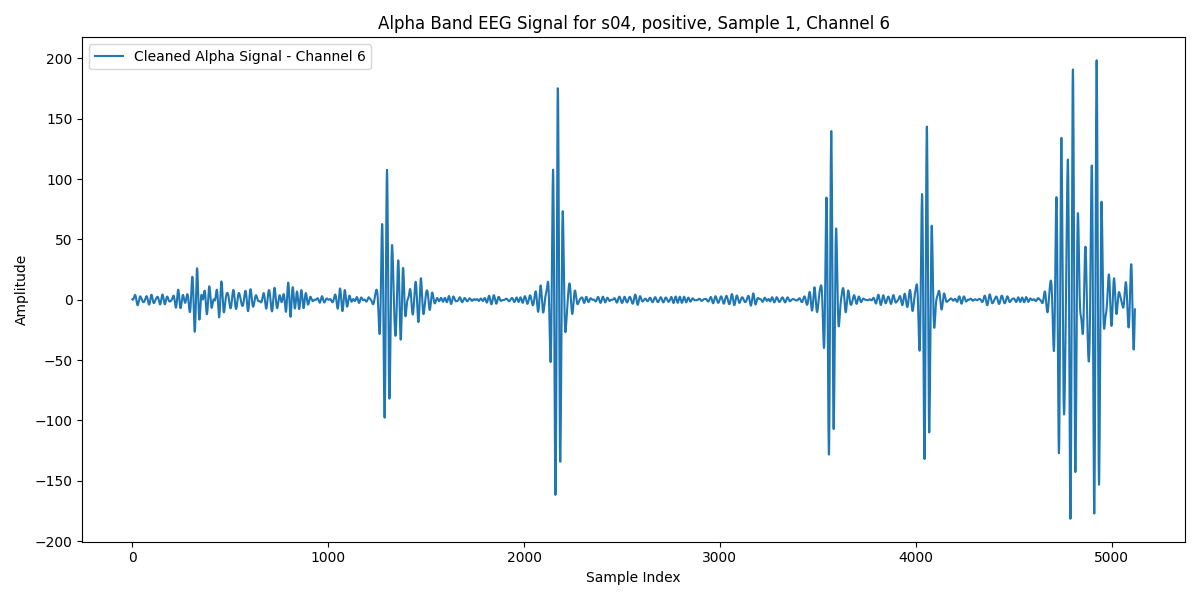 Alpha Band EEG Signal for s04, positive, Sample 1, Channel 6
Cleaned Alpha Signal - Channel 6
200
150
100
50
0
−50
−100
−150
−200
Amplitude
0 1000 2000 3000 4000 5000
Sample Index